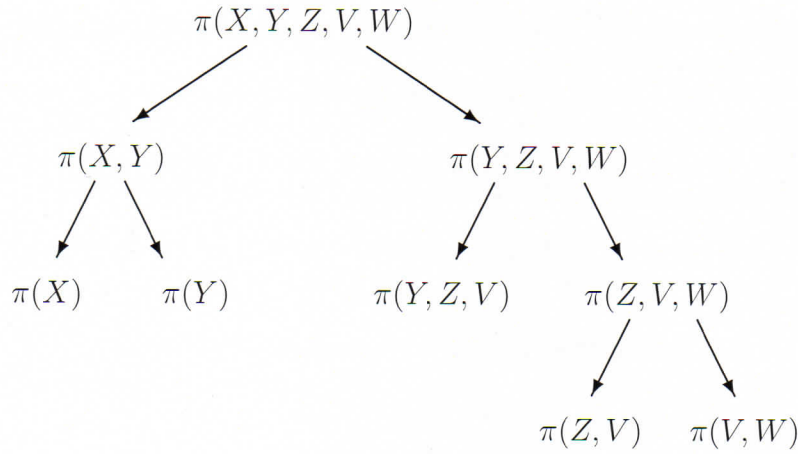 π(X, Y, Z, V, W)
π(X, Y) π(Y, Z, V, W)
π(X) π(Y) π(Y, Z, V) π(Z, V, W)
π(Z, V) π(V, W)